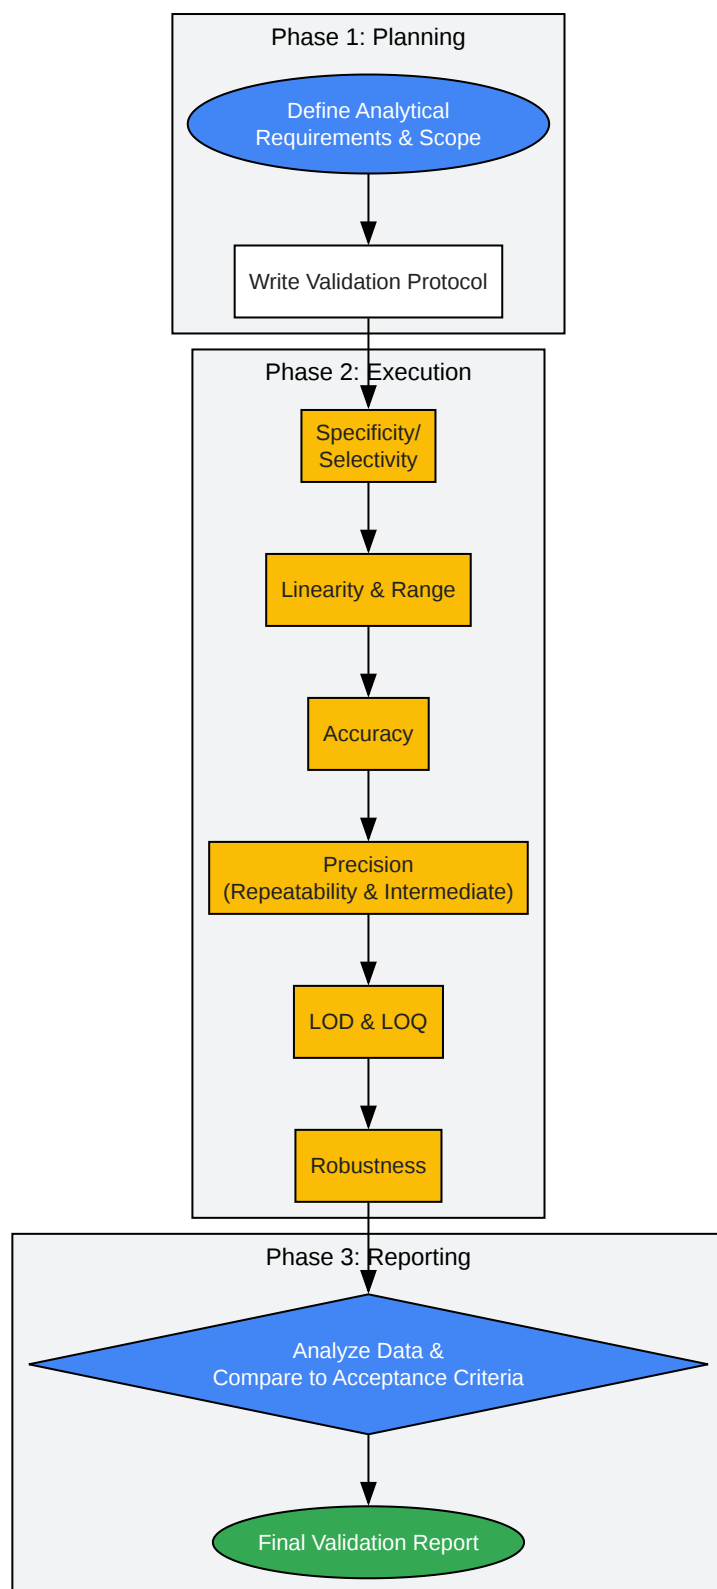 Phase 1: Planning
Define Analytical
Requirements & Scope
Write Validation Protocol
Phase 2: Execution
Specificity/
Selectivity
Linearity & Range
Accuracy
Precision
(Repeatability & Intermediate)
LOD & LOQ
Robustness
Phase 3: Reporting
Analyze Data &
Compare to Acceptance Criteria
Final Validation Report